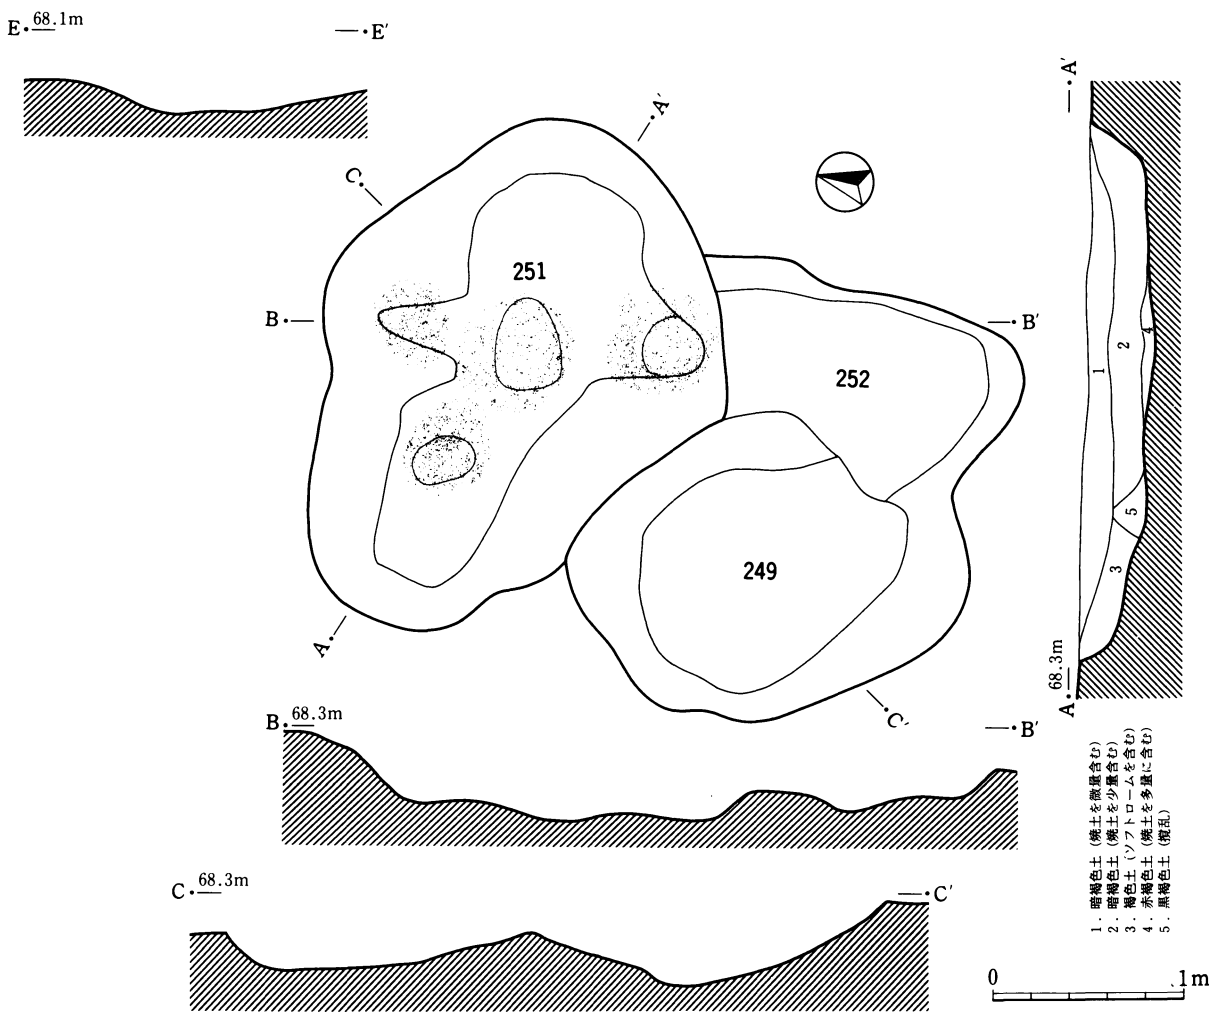 E 68.1m
E′
A′
C
251
B
B′
252
249
A
C′
B 68.3m
B′
C 68.3m
C′
A′
1
2
4
5
3
A 68.3m
1. 暗褐色土 (焼土を微量含む)
2. 暗褐色土 (焼土を少量含む)
3. 褐色土 (ソフトロームを含む)
4. 赤褐色土 (焼土を多量に含む)
5. 黒褐色土 (攪乱)
0 1m